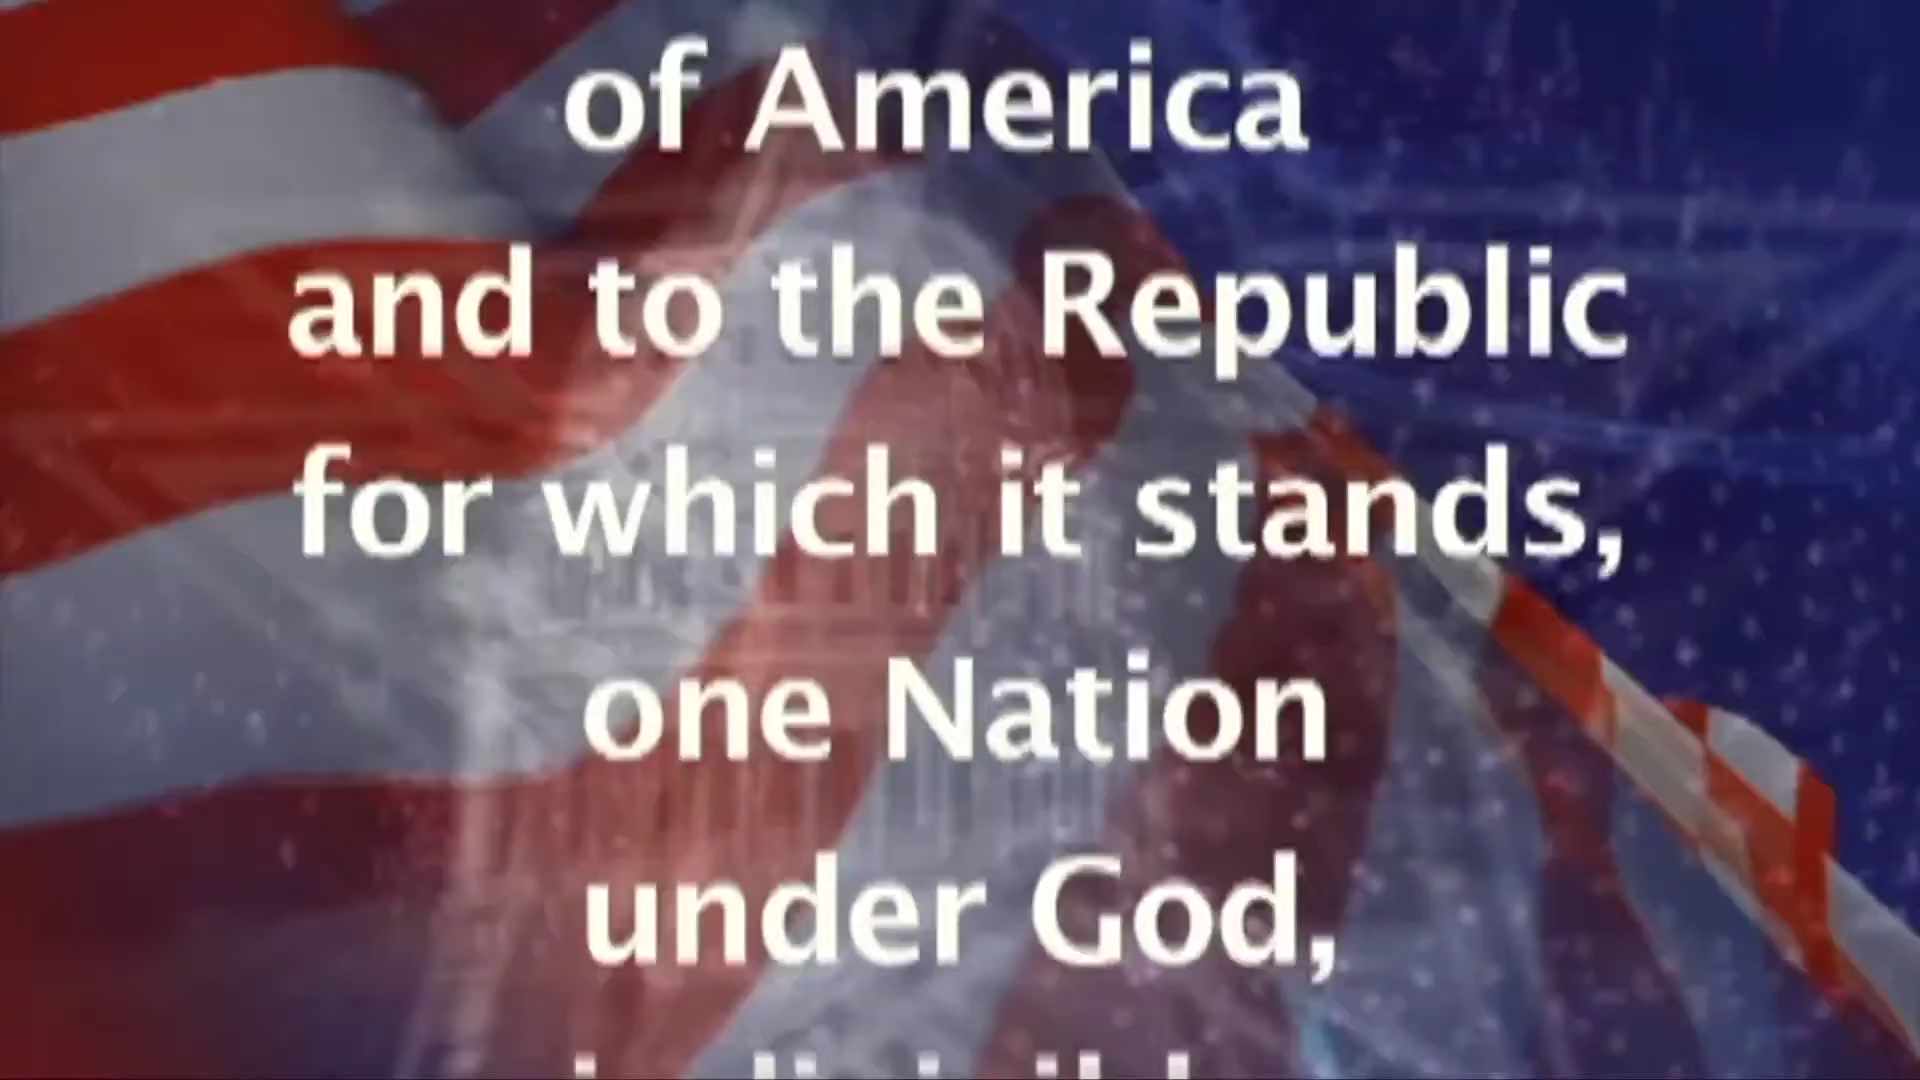 of America
and to the Republic
for which it stands,
one Nation
under God,